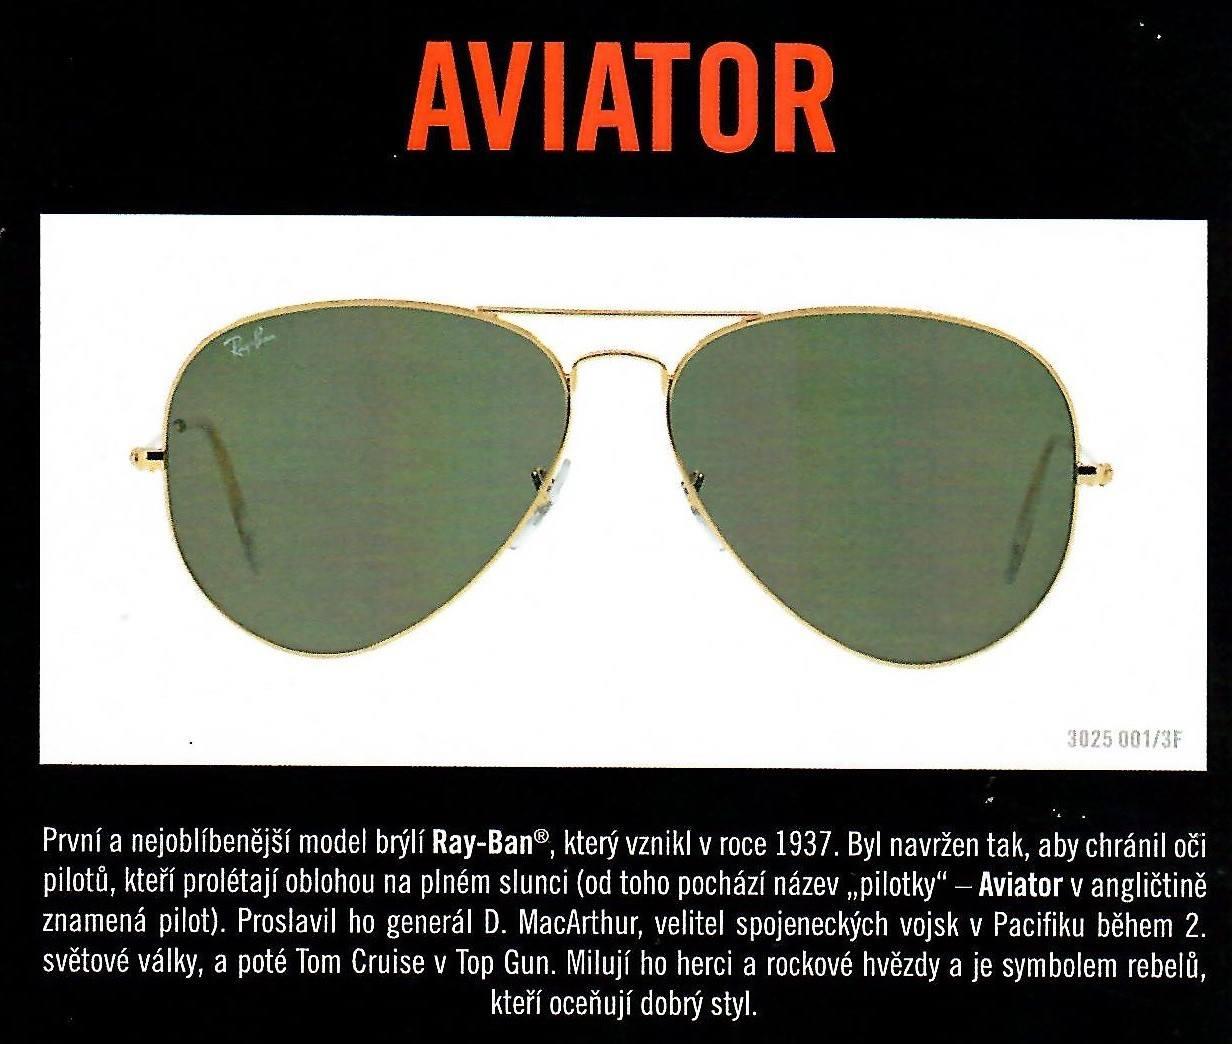 AVIATOR
Ray-Ban
3025 001/3F
První a nejoblíbenější model brýlí Ray-Ban®, který vznikl v roce 1937. Byl navržen tak, aby chránil oči
pilotů, kteří prolétají oblohou na plném slunci (od toho pochází název „pilotky“ – Aviator v angličtině
znamená pilot). Proslavil ho generál D. MacArthur, velitel spojeneckých vojsk v Pacifiku během 2.
světové války, a poté Tom Cruise v Top Gun. Milují ho herci a rockové hvězdy a je symbolem rebelů,
kteří oceňují dobrý styl.